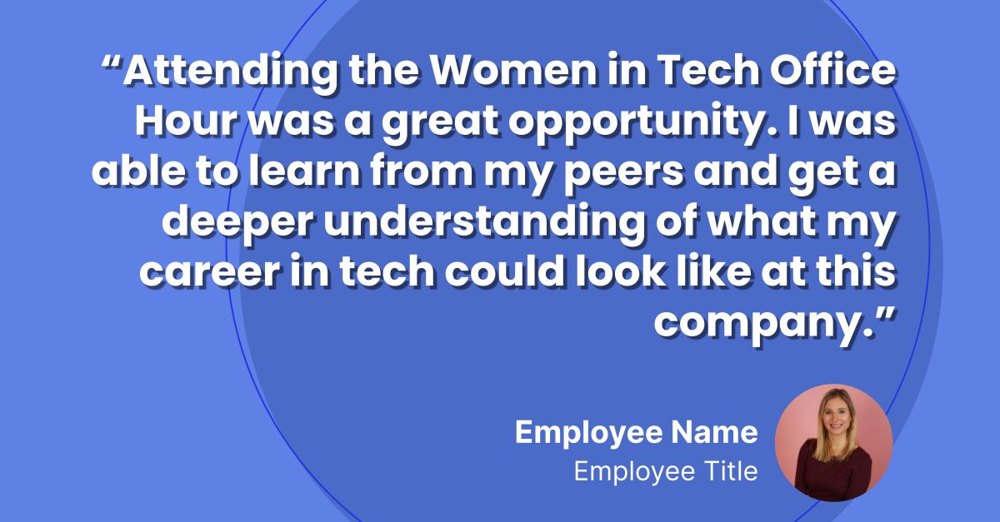 “Attending the Women in Tech Office
Hour was a great opportunity. I was
able to learn from my peers and get a
deeper understanding of what my
career in tech could look like at this
company.”
Employee Name
Employee Title